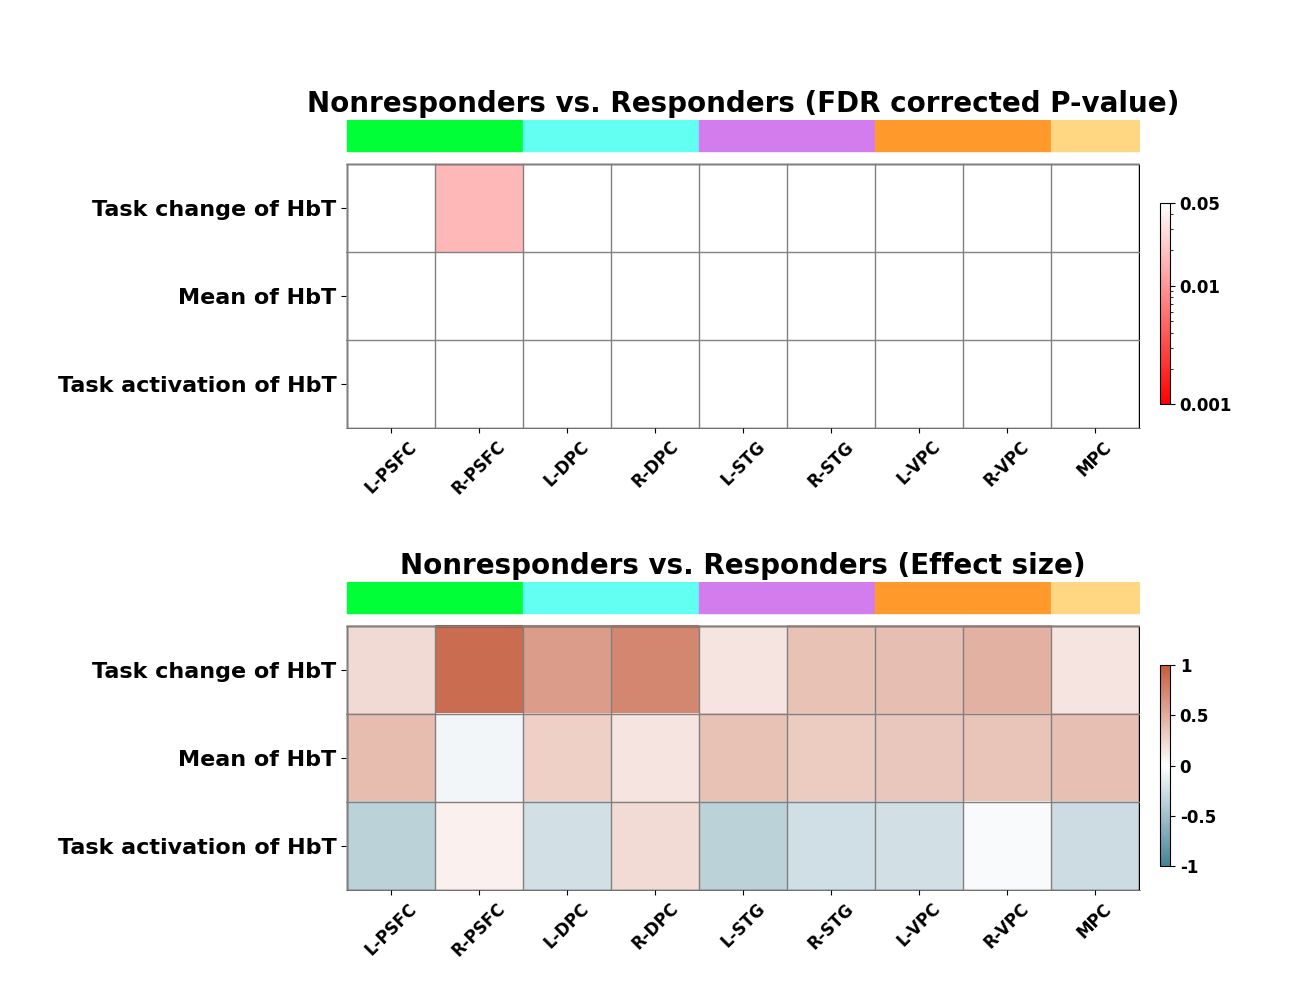 Nonresponders vs. Responders (FDR corrected P-value)
Task change of HbT
Mean of HbT
Task activation of HbT
0.05
0.01
0.001
L-PSFC R-PSFC L-DPC R-DPC L-STG R-STG L-VPC R-VPC MPC
Nonresponders vs. Responders (Effect size)
Task change of HbT
Mean of HbT
Task activation of HbT
1
0.5
0
-0.5
-1
L-PSFC R-PSFC L-DPC R-DPC L-STG R-STG L-VPC R-VPC MPC